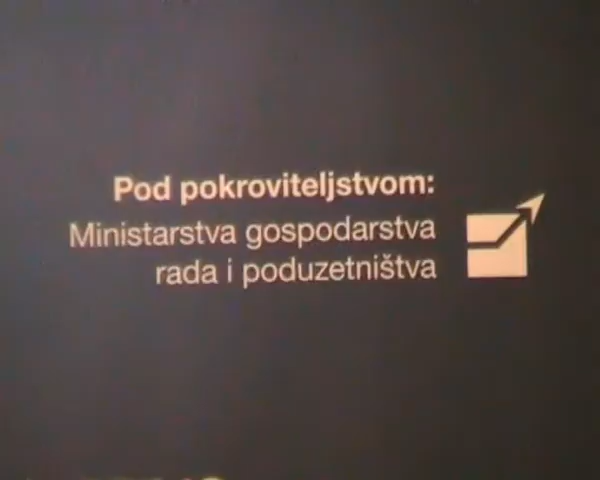 Pod pokroviteljstvom:
Ministarstva gospodarstva
rada i poduzetništva